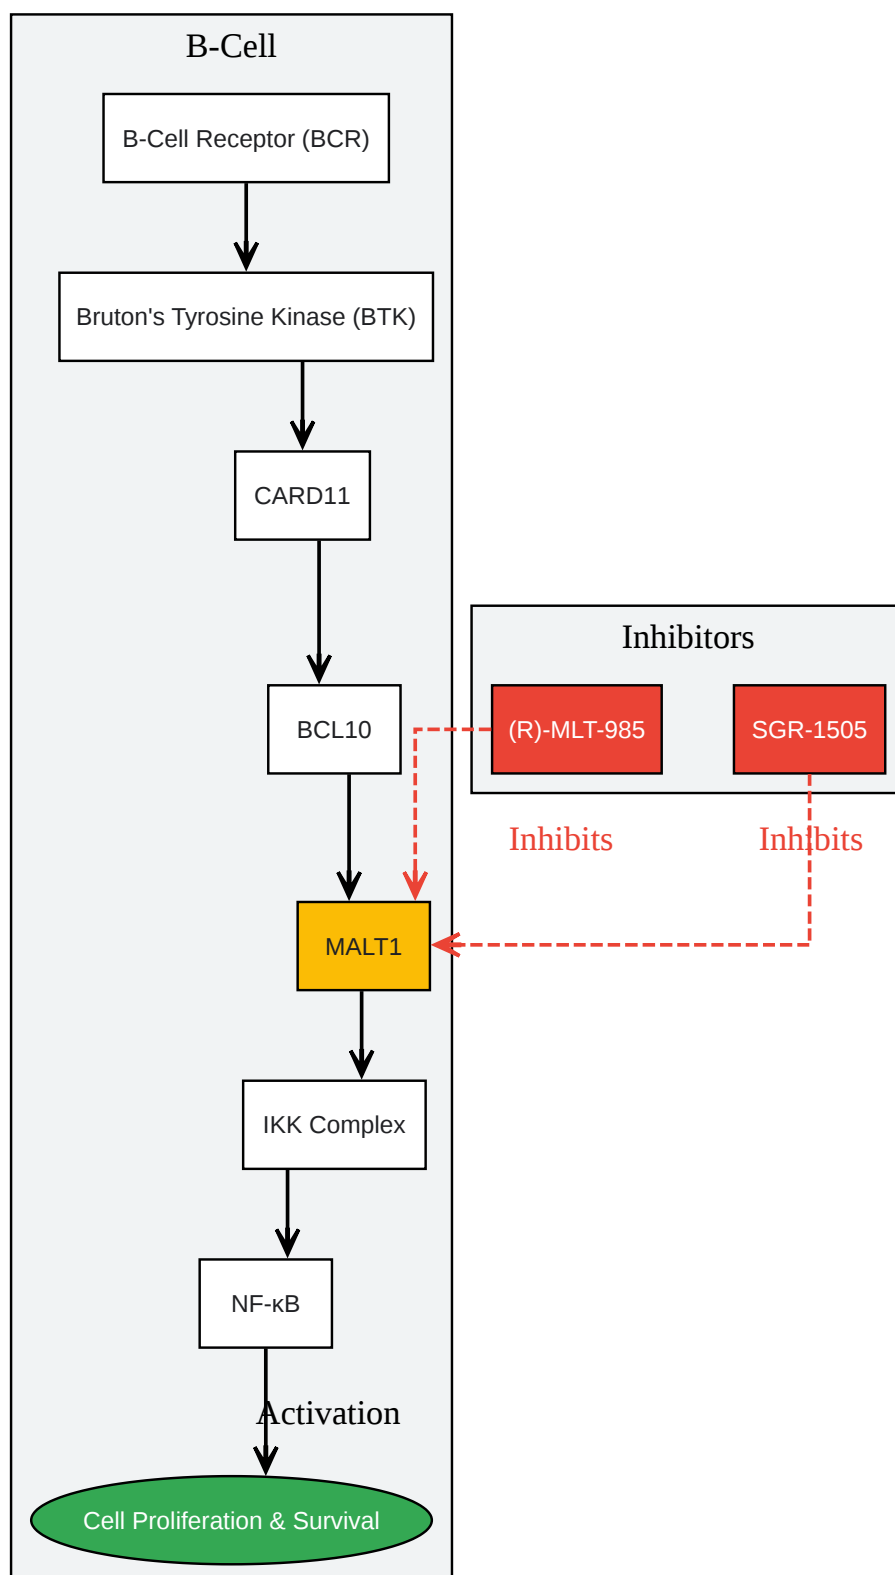 B-Cell
B-Cell Receptor (BCR)
Bruton's Tyrosine Kinase (BTK)
CARD11
Inhibitors
BCL10
(R)-MLT-985
SGR-1505
Inhibits
Inhibits
MALT1
IKK Complex
NF-κB
Activation
Cell Proliferation & Survival